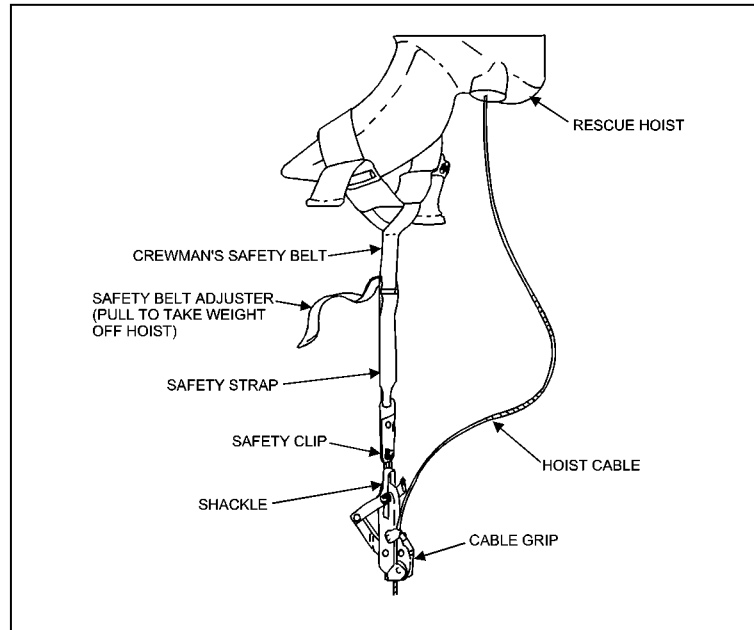 RESCUE HOIST
CREWMAN'S SAFETY BELT
SAFETY BELT ADJUSTER
(PULL TO TAKE WEIGHT
OFF HOIST)
SAFETY STRAP
SAFETY CLIP
HOIST CABLE
SHACKLE
CABLE GRIP